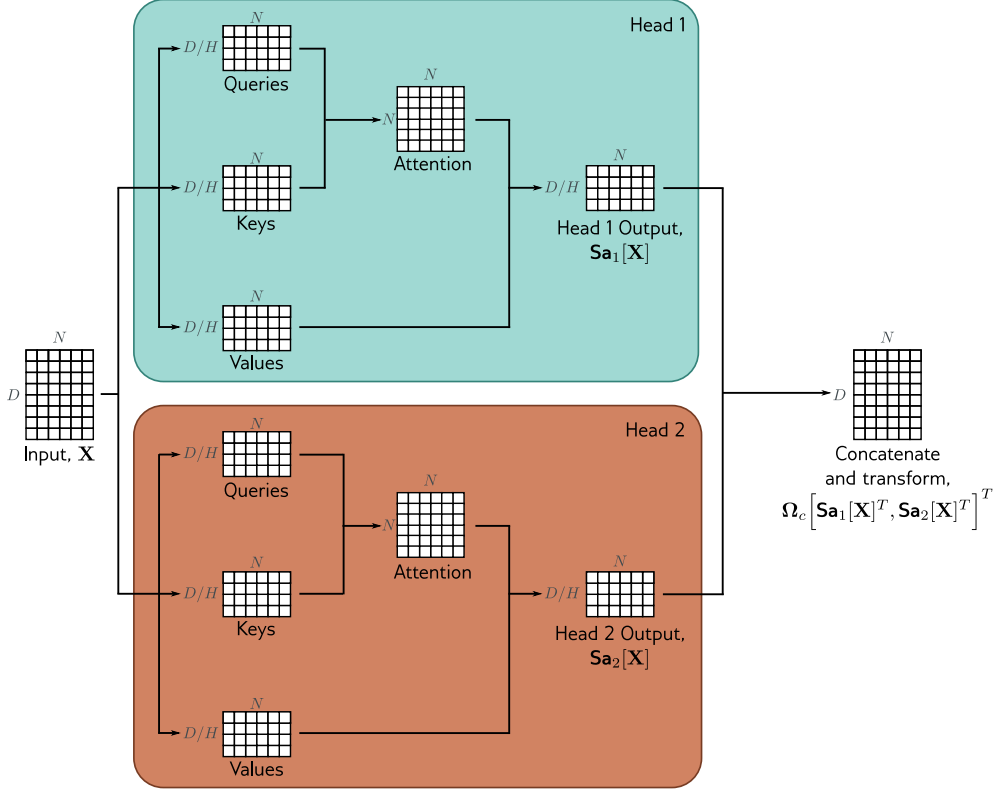 Head 1
N
D/H
Queries
N
N
Attention
N
D/H
Keys
N
D/H
Head 1 Output,
Sa₁[X]
N
D/H
Values
N
D
Input, X
N
D
Concatenate
and transform,
Ω_c[Sa₁[X]ᵀ, Sa₂[X]ᵀ]ᵀ
Head 2
N
D/H
Queries
N
N
Attention
N
D/H
Keys
N
D/H
Head 2 Output,
Sa₂[X]
N
D/H
Values